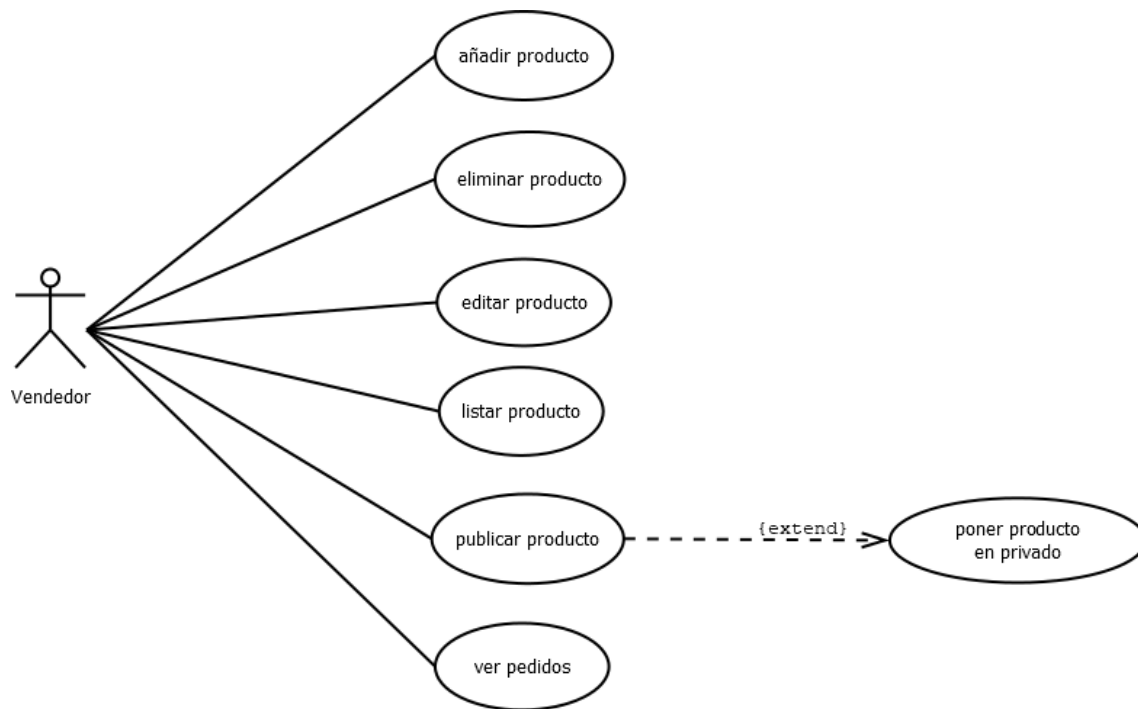 añadir producto
eliminar producto
editar producto
Vendedor
listar producto
publicar producto
{extend}
poner producto
en privado
ver pedidos